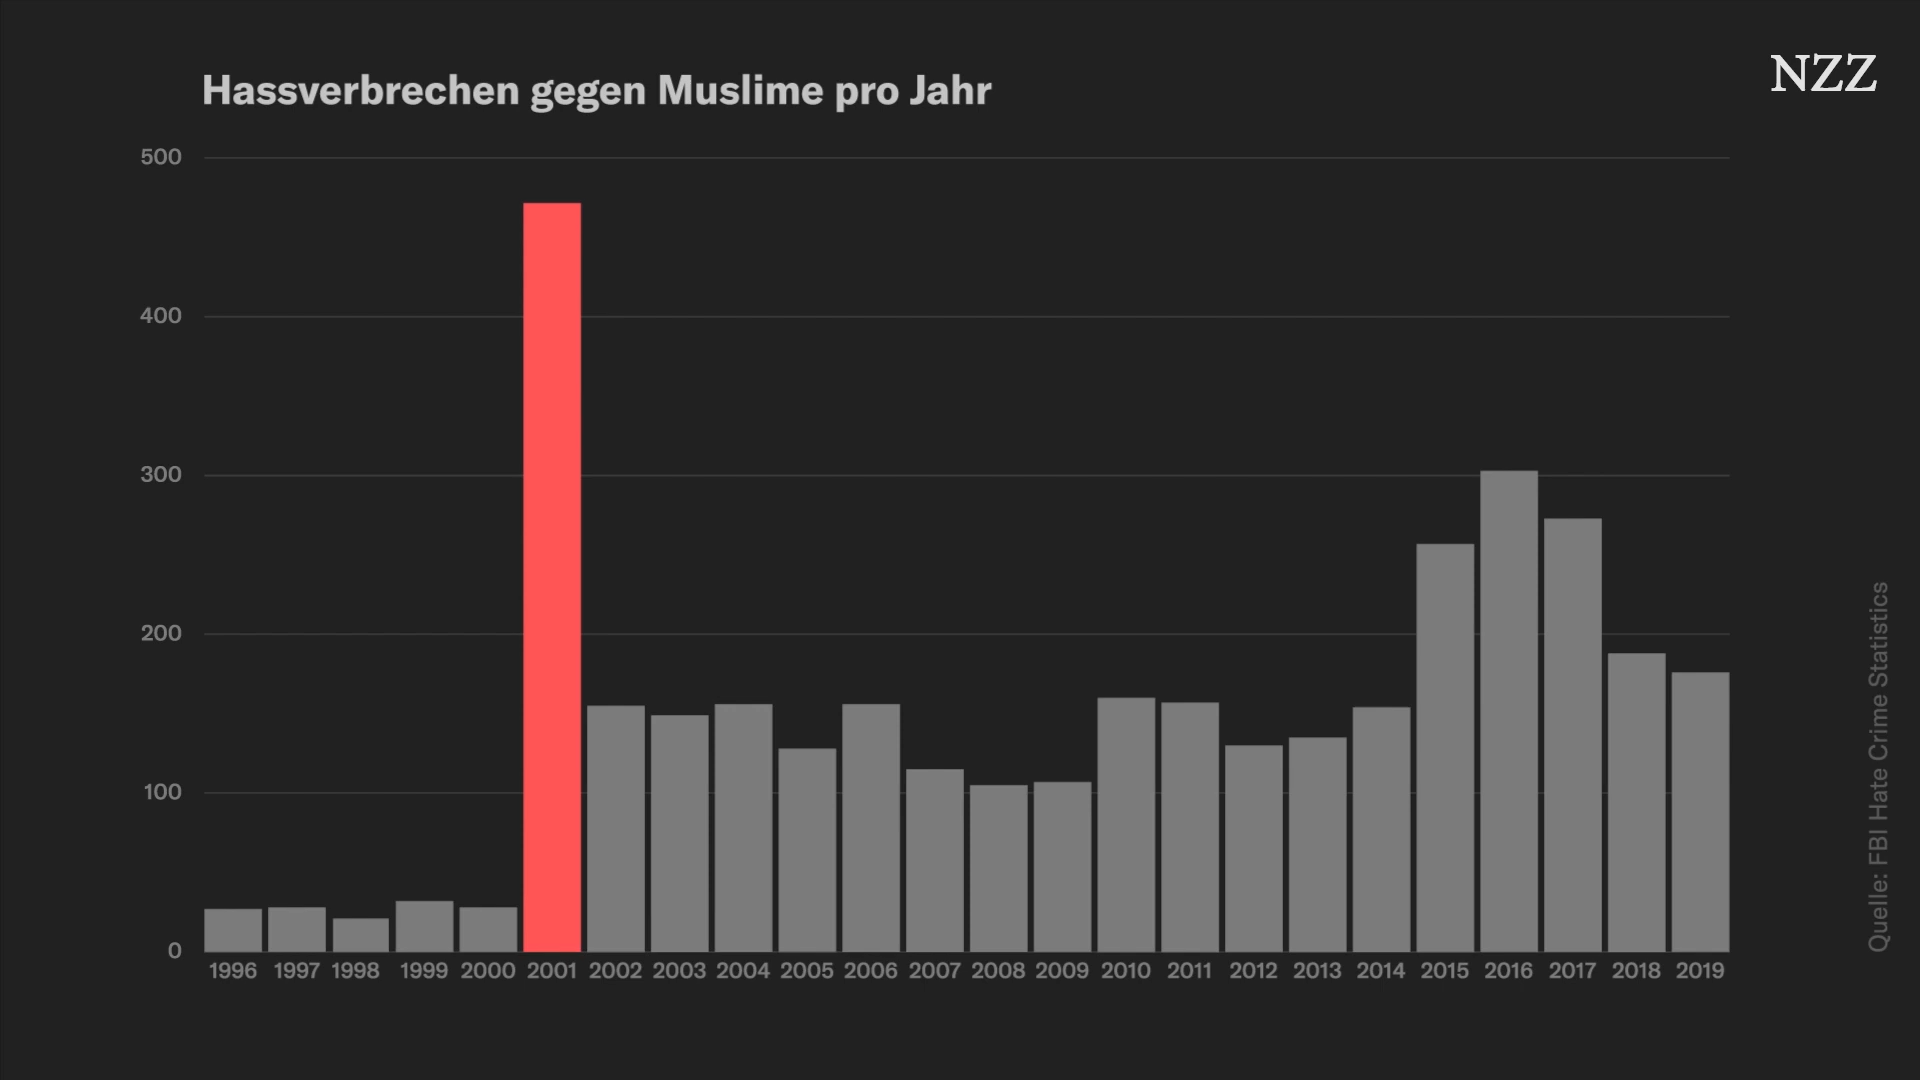 Hassverbrechen gegen Muslime pro Jahr
NZZ
500
400
300
200
100
0
1996 1997 1998 1999 2000 2001 2002 2003 2004 2005 2006 2007 2008 2009 2010 2011 2012 2013 2014 2015 2016 2017 2018 2019
Quelle: FBI Hate Crime Statistics